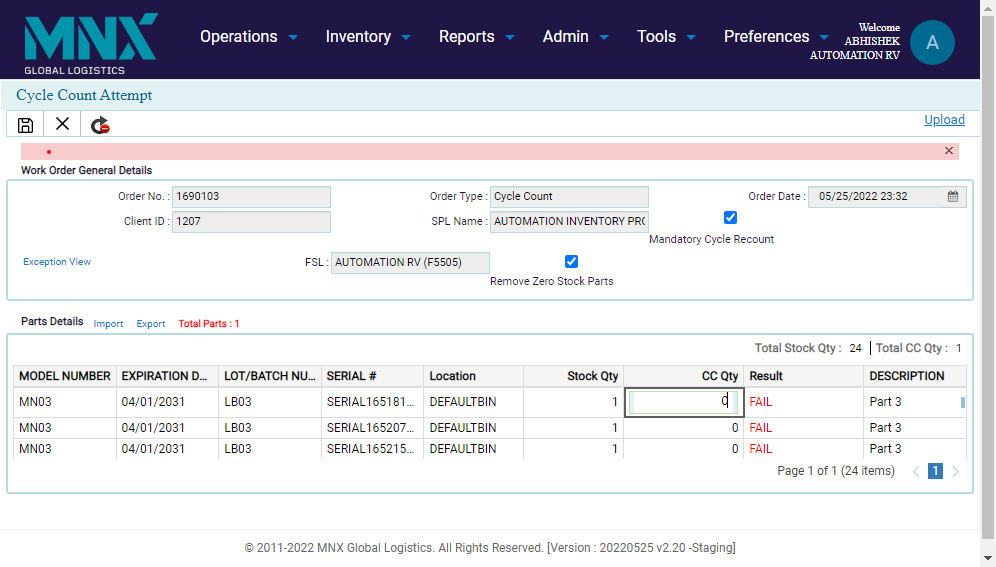 MNX
GLOBAL LOGISTICS
Operations Inventory Reports Admin Tools Preferences
Welcome
ABHISHEK
AUTOMATION RV
A
Cycle Count Attempt
Upload
Work Order General Details
Order No. : 1690103 Order Type : Cycle Count Order Date : 05/25/2022 23:32
Client ID : 1207 SPL Name : AUTOMATION INVENTORY PRO
Mandatory Cycle Recount
Exception View FSL : AUTOMATION RV (F5505)
Remove Zero Stock Parts
Parts Details Import Export Total Parts : 1
Total Stock Qty : 24 Total CC Qty : 1
MODEL NUMBER EXPIRATION D... LOT/BATCH NU... SERIAL # Location Stock Qty CC Qty Result DESCRIPTION
MN03 04/01/2031 LB03 SERIAL165181... DEFAULTBIN 1 0 FAIL Part 3
MN03 04/01/2031 LB03 SERIAL165207... DEFAULTBIN 1 0 FAIL Part 3
MN03 04/01/2031 LB03 SERIAL165215... DEFAULTBIN 1 0 FAIL Part 3
Page 1 of 1 (24 items) 1
© 2011-2022 MNX Global Logistics. All Rights Reserved. [Version : 20220525 v2.20 -Staging]